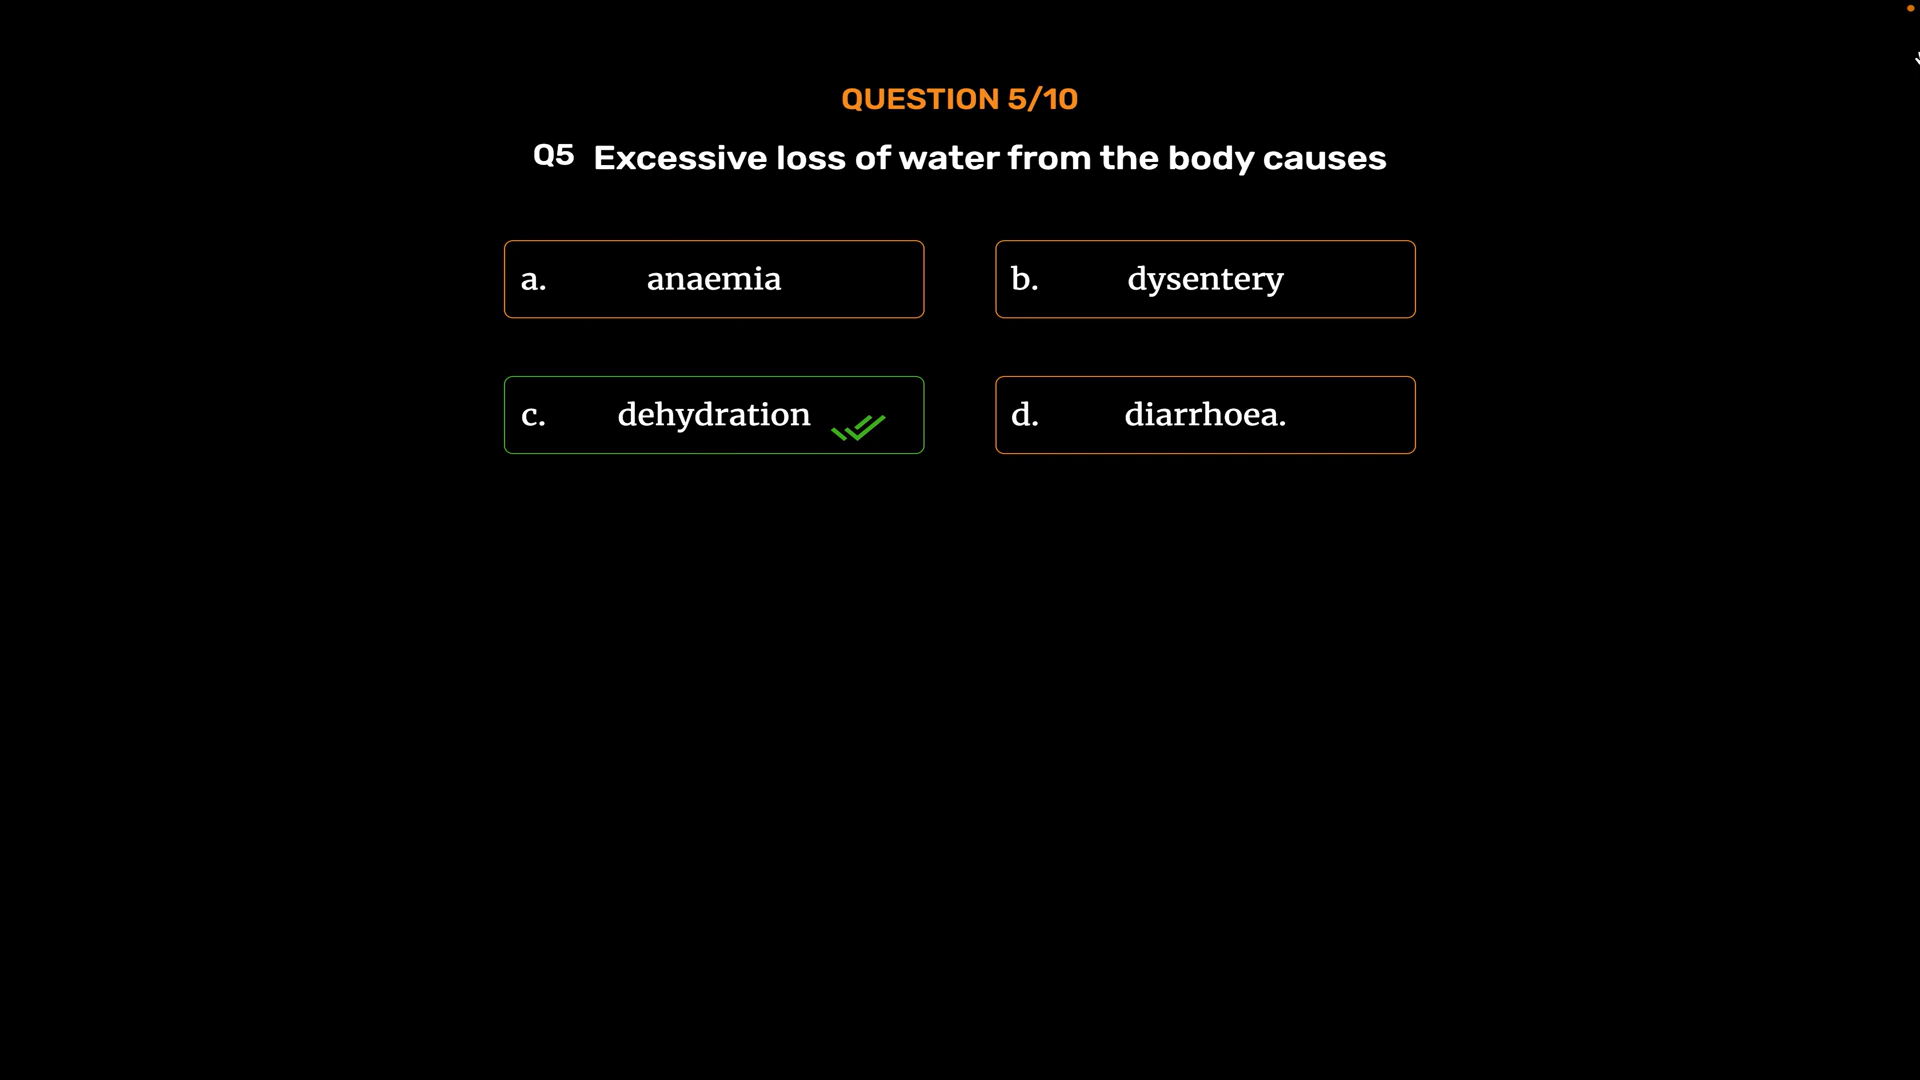 QUESTION 5/10
Q5 Excessive loss of water from the body causes
a. anaemia
b. dysentery
c. dehydration
d. diarrhoea.